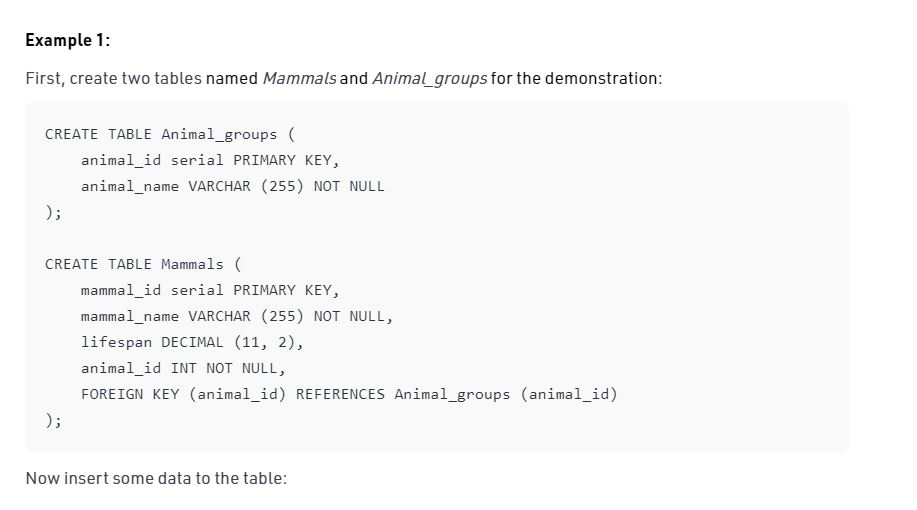 Example 1:
First, create two tables named Mammals and Animal_groups for the demonstration:
CREATE TABLE Animal_groups (
    animal_id serial PRIMARY KEY,
    animal_name VARCHAR (255) NOT NULL
);
CREATE TABLE Mammals (
    mammal_id serial PRIMARY KEY,
    mammal_name VARCHAR (255) NOT NULL,
    lifespan DECIMAL (11, 2),
    animal_id INT NOT NULL,
    FOREIGN KEY (animal_id) REFERENCES Animal_groups (animal_id)
);
Now insert some data to the table: